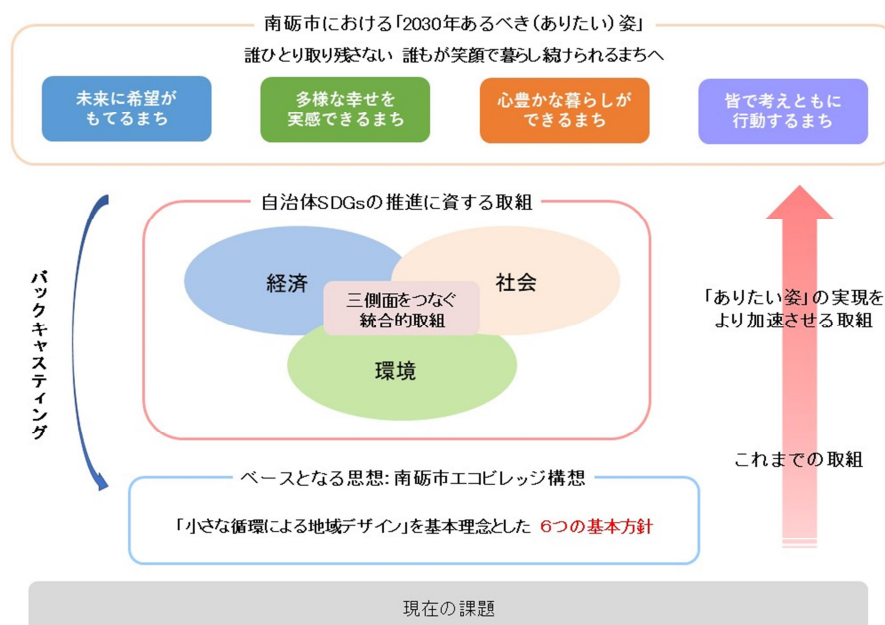 南砺市における「2030年あるべき(ありたい)姿」
誰ひとり取り残さない 誰もが笑顔で暮らし続けられるまちへ
未来に希望が
もてるまち
多様な幸せを
実感できるまち
心豊かな暮らしが
できるまち
皆で考えともに
行動するまち
自治体SDGsの推進に資する取組
経済
社会
三側面をつなぐ
統合的取組
環境
バックキャスティング
「ありたい姿」の実現を
より加速させる取組
これまでの取組
ベースとなる思想:南砺市エコビレッジ構想
「小さな循環による地域デザイン」を基本理念とした 6つの基本方針
現在の課題